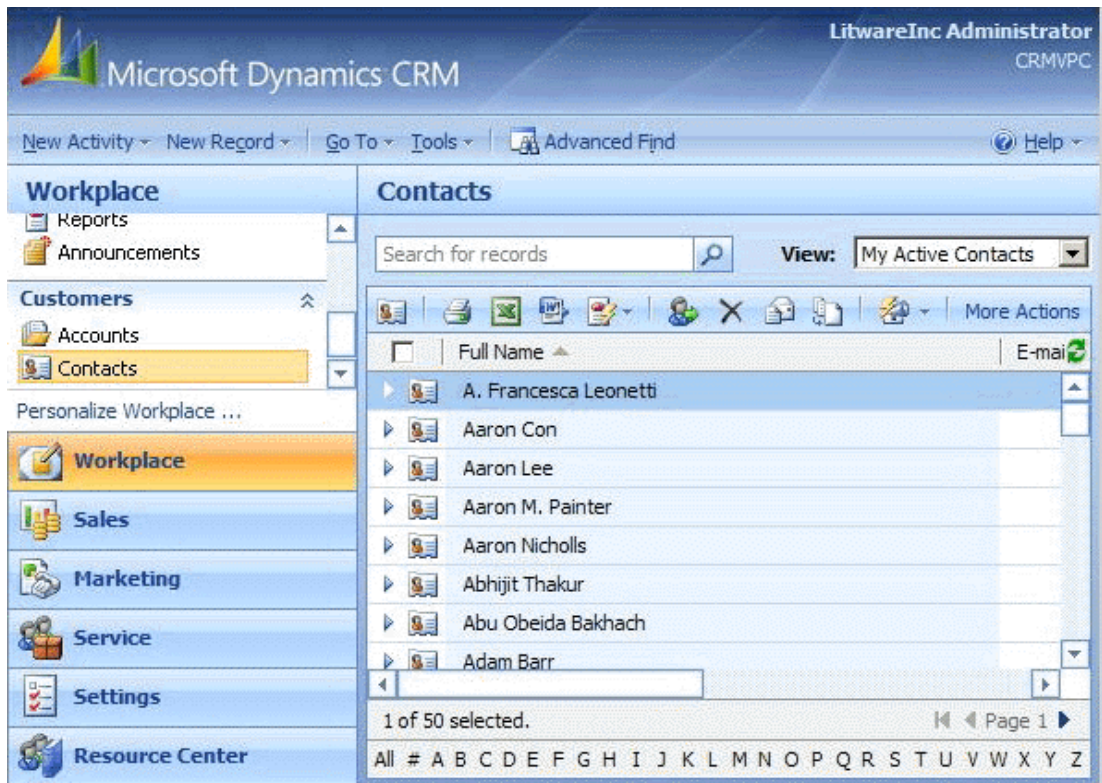 LitwareInc Administrator
Microsoft Dynamics CRM
CRMVPC
New Activity New Record Go To Tools Advanced Find Help
Workplace
Reports
Announcements
Customers
Accounts
Contacts
Personalize Workplace ...
Workplace
Sales
Marketing
Service
Settings
Resource Center
Contacts
Search for records
View: My Active Contacts
More Actions
Full Name E-mai
A. Francesca Leonetti
Aaron Con
Aaron Lee
Aaron M. Painter
Aaron Nicholls
Abhijit Thakur
Abu Obeida Bakhach
Adam Barr
1 of 50 selected. Page 1
All # A B C D E F G H I J K L M N O P Q R S T U V W X Y Z